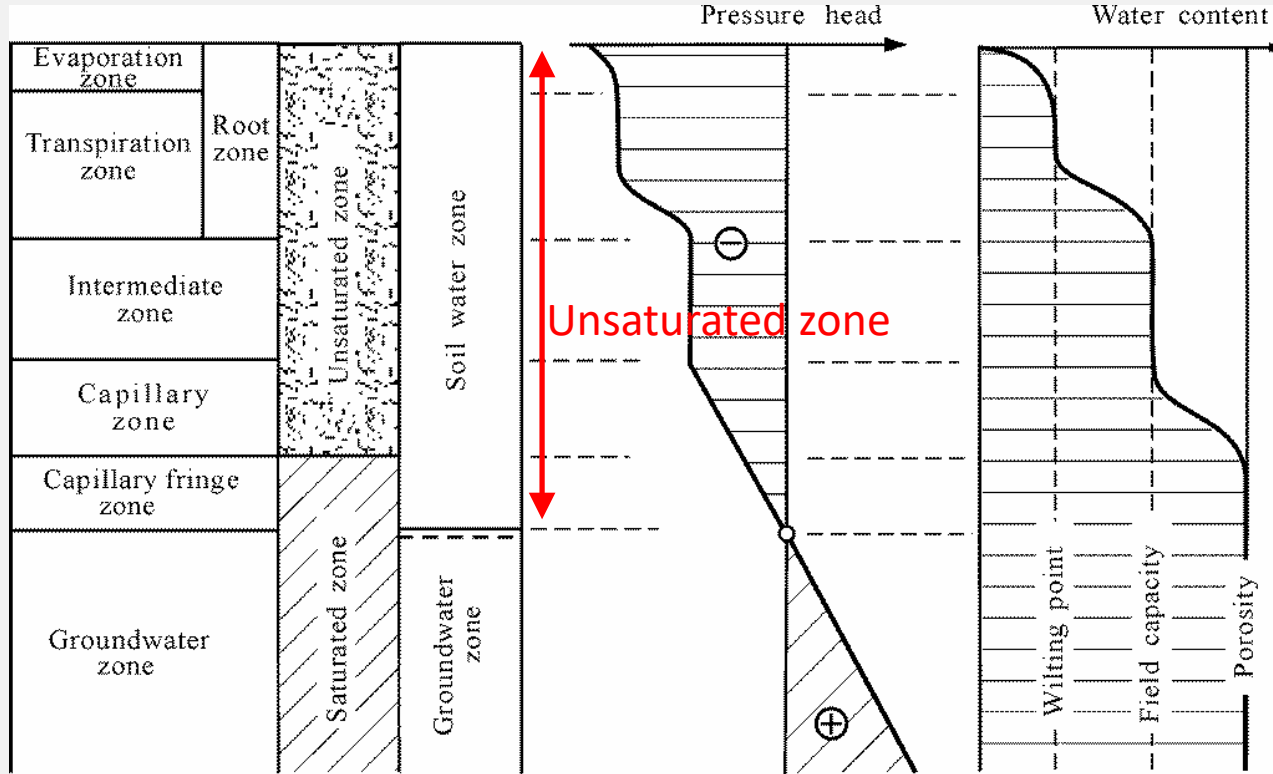 Pressure head
Water content
Evaporation
zone
Transpiration
zone
Root
zone
Intermediate
zone
Capillary
zone
Capillary fringe
zone
Groundwater
zone
Unsaturated zone
Saturated zone
Soil water zone
Groundwater
zone
Unsaturated zone
−
+
Wilting point
Field capacity
Porosity